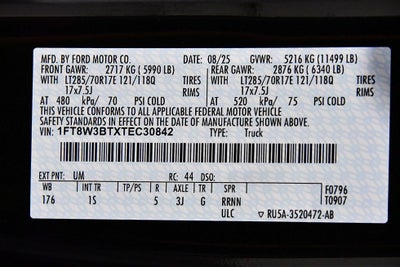 MFD. BY FORD MOTOR CO. 08/25 GVWR: 5216 KG (11499 LB)
FRONT GAWR: 2717 KG ( 5990 LB) REAR GAWR: 2876 KG ( 6340 LB)
WITH LT285/70R17E 121/118Q TIRES WITH LT285/70R17E 121/118Q TIRES
17x7.5J RIMS 17x7.5J RIMS
AT 480 kPa/ 70 PSI COLD AT 520 kPa/ 75 PSI COLD
THIS VEHICLE CONFORMS TO ALL APPLICABLE FEDERAL MOTOR VEHICLE
SAFETY STANDARDS IN EFFECT ON THE DATE OF MANUFACTURE SHOWN ABOVE.
VIN: 1FT8W3BTXTEC30842 TYPE: Truck
EXT PNT: UM RC: 44 DSO: F0796
WB INT TR TP/PS R AXLE TR SPR T0907
176 1S 5 3J G RRNN
ULC RU5A-3520472-AB